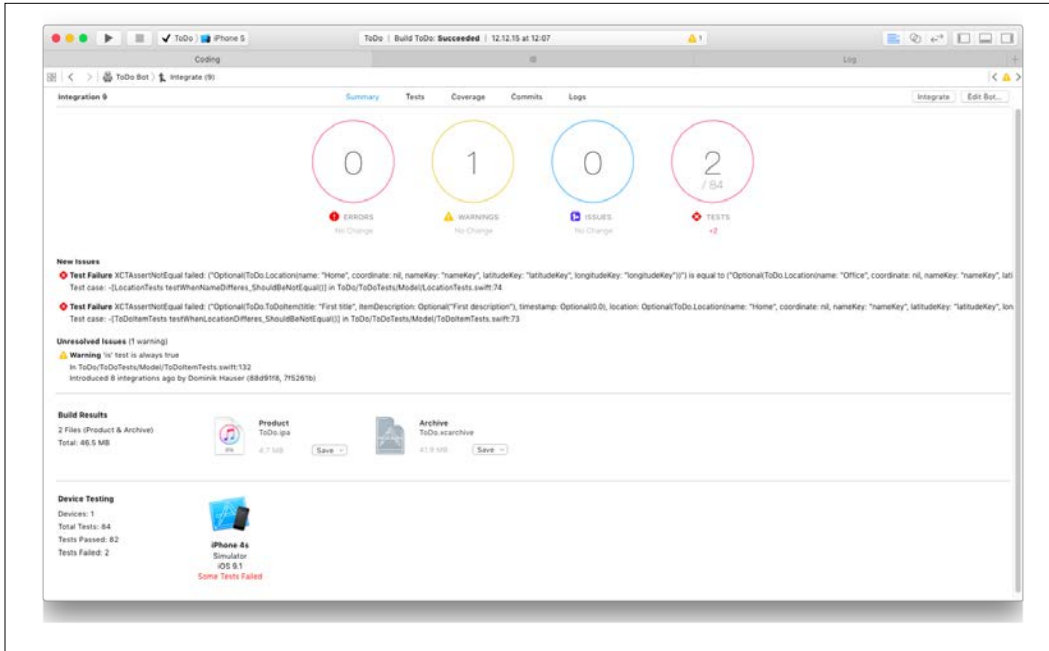 ToDo iPhone 5
ToDo | Build ToDo: Succeeded | 12.12.15 at 12:07
1
Coding
Log
ToDo Bot Integrate (9)
Integration 9
Summary Tests Coverage Commits Logs
Integrate Edit Bot...
0 1 0 2
/ 84
ERRORS WARNINGS ISSUES TESTS
No Change No Change No Change +2
New Issues
Test Failure XCTAssertNotEqual failed: ("Optional(ToDo.Location(name: "Home", coordinate: nil, nameKey: "nameKey", latitudeKey: "latitudeKey", longitudeKey: "longitudeKey"))") is equal to ("Optional(ToDo.Location(name: "Office", coordinate: nil, nameKey: "nameKey", lati
Test case: -[LocationTests testWhenNameDifferes_ShouldBeNotEqual()] in ToDo/ToDoTests/Model/LocationTests.swift:74
Test Failure XCTAssertNotEqual failed: ("Optional(ToDo.ToDoItem(title: "First title", itemDescription: Optional("First description"), timestamp: Optional(0.0), location: Optional(ToDo.Location(name: "Home", coordinate: nil, nameKey: "nameKey", latitudeKey: "latitudeKey", lon
Test case: -[ToDoItemTests testWhenLocationDifferes_ShouldBeNotEqual()] in ToDo/ToDoTests/Model/ToDoItemTests.swift:73
Unresolved Issues (1 warning)
Warning 'is' test is always true
In ToDo/ToDoTests/Model/ToDoItemTests.swift:132
Introduced 8 integrations ago by Dominik Hauser (88d91f8, 7f5261b)
Build Results
2 Files (Product & Archive)
Total: 46.5 MB
Product
ToDo.ipa
4.7 MB Save
Archive
ToDo.xcarchive
41.9 MB Save
Device Testing
Devices: 1
Total Tests: 84
Tests Passed: 82
Tests Failed: 2
iPhone 4s
Simulator
iOS 9.1
Some Tests Failed